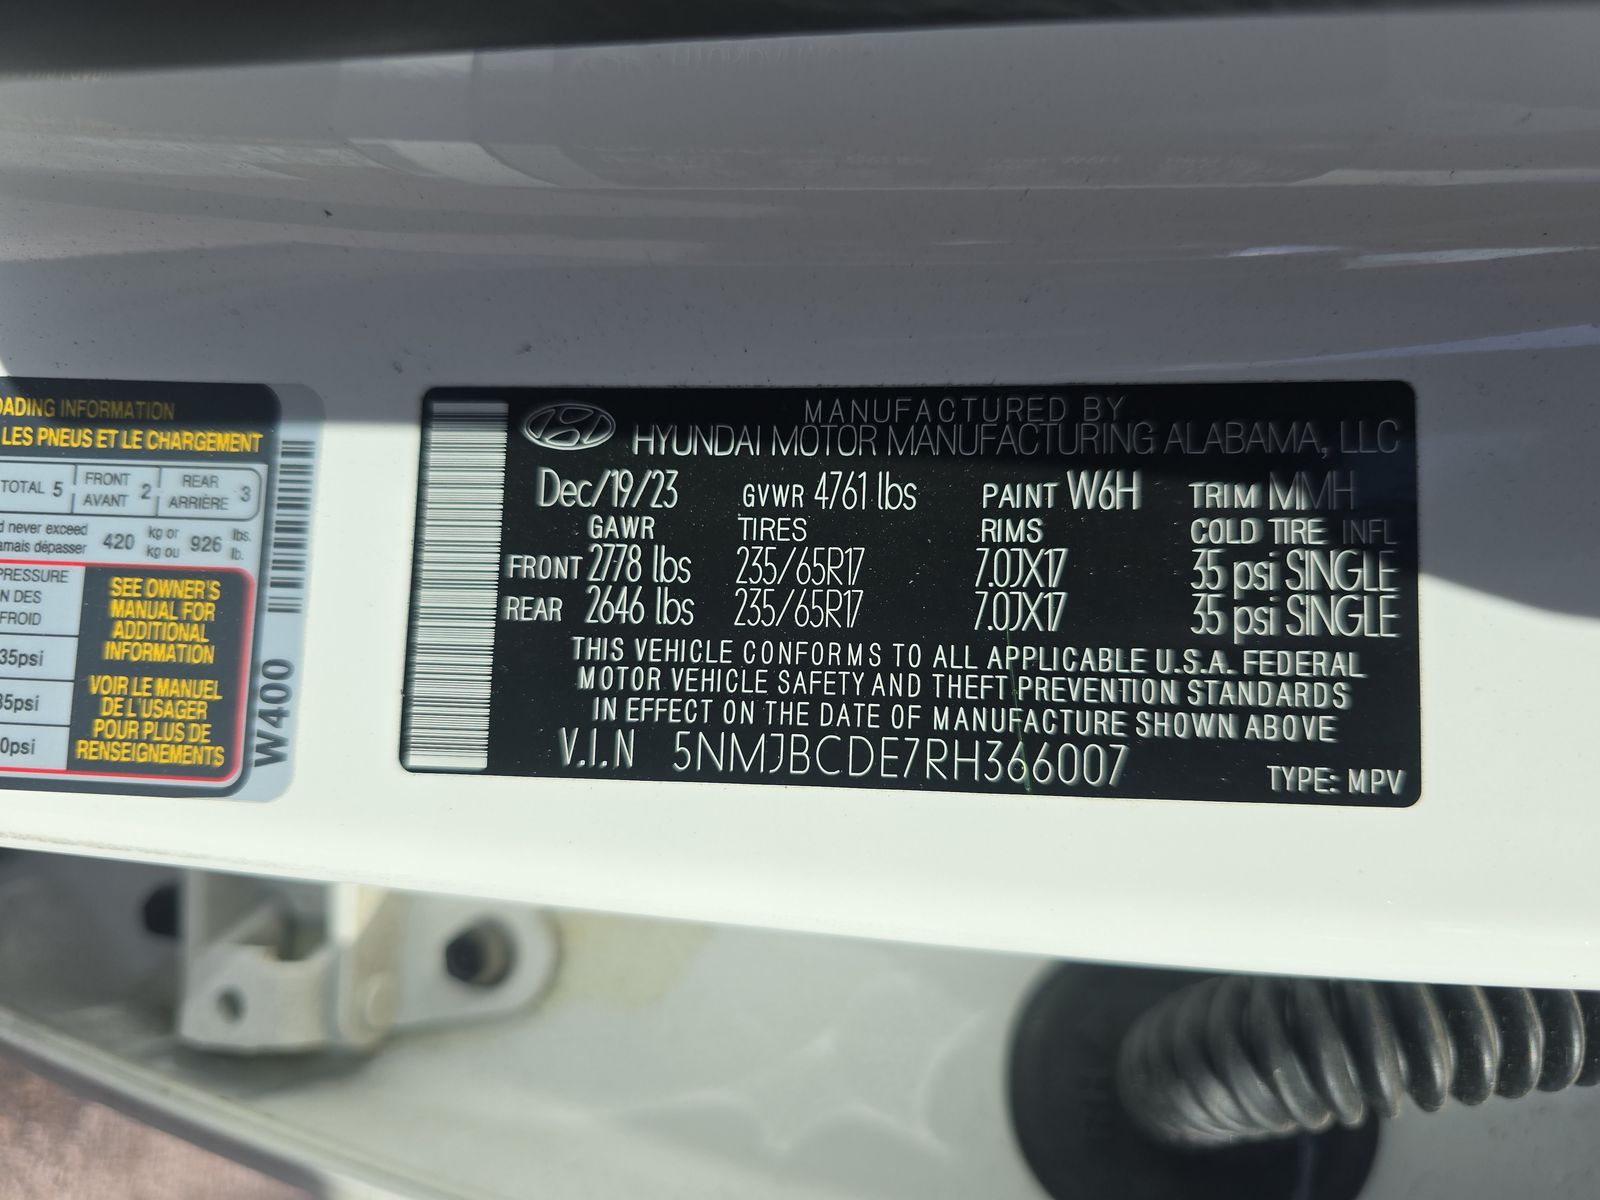 OADING INFORMATION
LES PNEUS ET LE CHARGEMENT
TOTAL 5 FRONT AVANT 2 REAR ARRIÈRE 3
d never exceed 420 kg or 926 lbs.
amais dépasser kg ou lb.
PRESSURE
N DES
FROID
35psi
35psi
0psi
SEE OWNER'S
MANUAL FOR
ADDITIONAL
INFORMATION
VOIR LE MANUEL
DE L'USAGER
POUR PLUS DE
RENSEIGNEMENTS
W400
MANUFACTURED BY
HYUNDAI MOTOR MANUFACTURING ALABAMA, LLC
Dec/19/23 GVWR 4761 lbs PAINT W6H TRIM MMH
GAWR TIRES RIMS COLD TIRE INFL
FRONT 2778 lbs 235/65R17 7.0JX17 35 psi SINGLE
REAR 2646 lbs 235/65R17 7.0JX17 35 psi SINGLE
THIS VEHICLE CONFORMS TO ALL APPLICABLE U.S.A. FEDERAL
MOTOR VEHICLE SAFETY AND THEFT PREVENTION STANDARDS
IN EFFECT ON THE DATE OF MANUFACTURE SHOWN ABOVE
V.I.N 5NMJBCDE7RH366007
TYPE: MPV